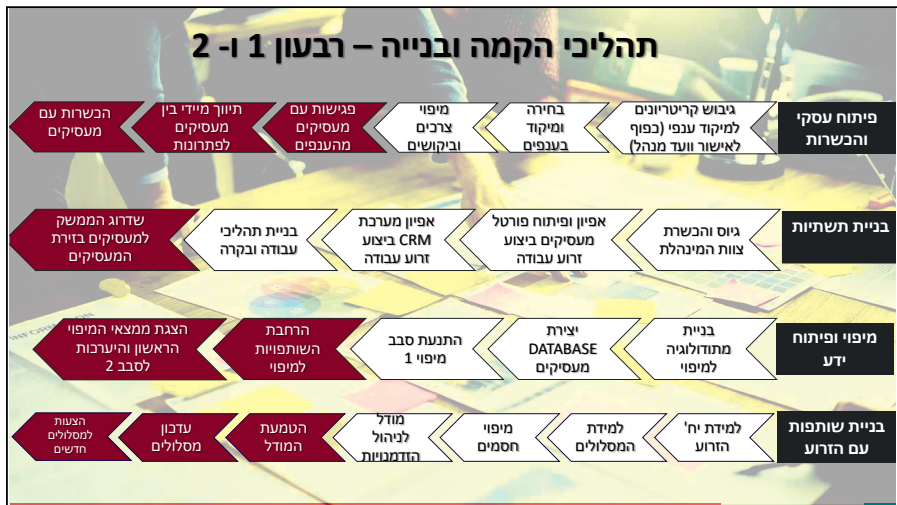 תהליכי הקמה ובנייה – רבעון 1 ו- 2
פיתוח עסקי
והכשרות
גיבוש קריטריונים
למיקוד ענפי (כפוף
לאישור וועד מנהל)
בחירה
ומיקוד
בענפים
מיפוי
צרכים
וביקושים
פגישות עם
מעסיקים
מהענפים
תיווך מיידי בין
מעסיקים
לפתרונות
הכשרות עם
מעסיקים
בניית תשתיות
גיוס והכשרת
צוות המינהלת
אפיון ופיתוח פורטל
מעסיקים ביצוע
זרוע עבודה
אפיון מערכת
CRM ביצוע
זרוע עבודה
בניית תהליכי
עבודה ובקרה
שדרוג הממשק
למעסיקים בזירת
המעסיקים
מיפוי ופיתוח
ידע
בניית
מתודולוגיה
למיפוי
יצירת
DATABASE
מעסיקים
התנעת סבב
מיפוי 1
הרחבת
השותפויות
למיפוי
הצגת ממצאי המיפוי
הראשון והיערכות
לסבב 2
בניית שותפות
עם הזרוע
למידת יח'
הזרוע
למידת
המסלולים
מיפוי
חסמים
מודל
לניהול
הזדמנויות
הטמעת
המודל
עדכון
מסלולים
הצעות
למסלולים
חדשים